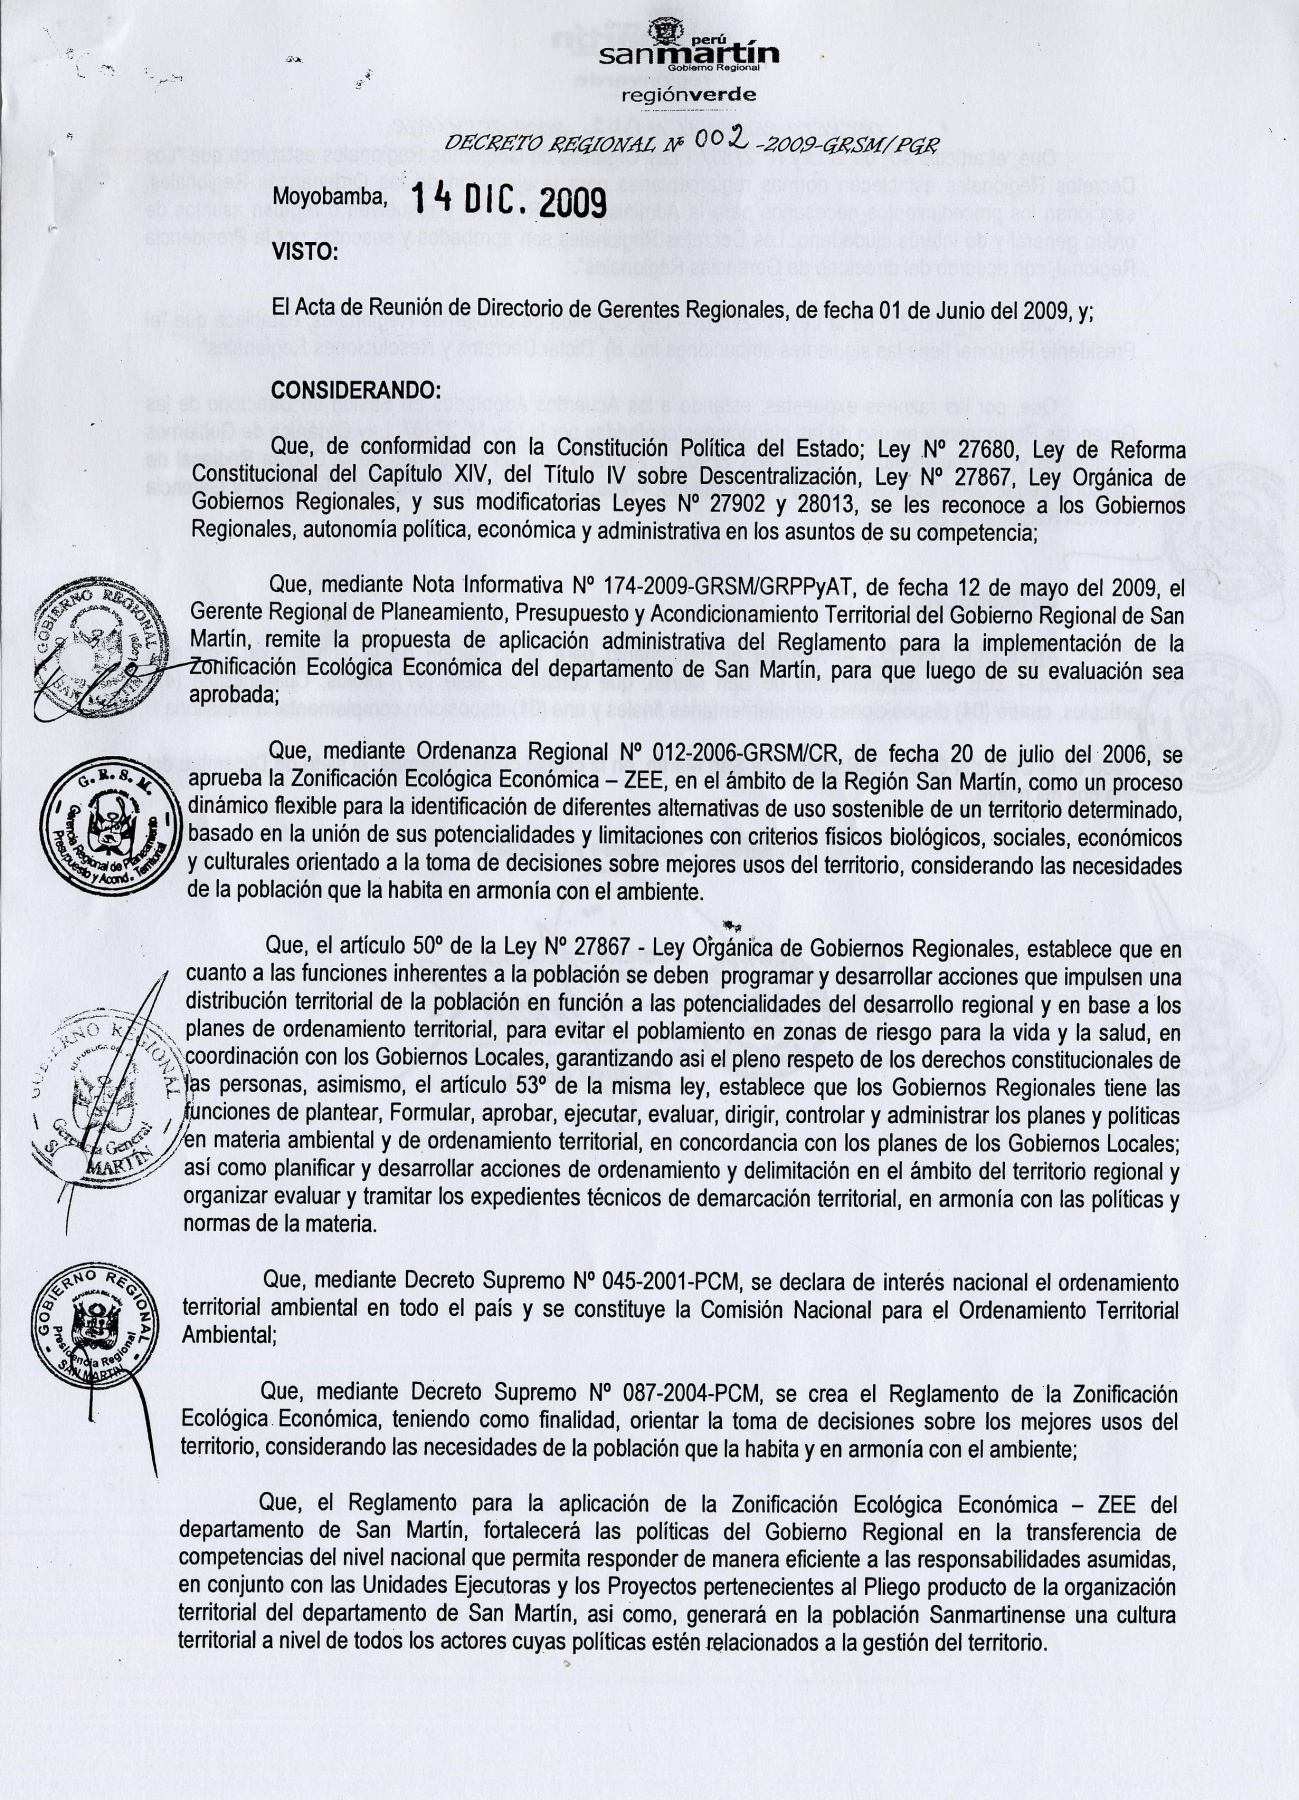 perú
sanmartín
Gobierno Regional
regiónverde
DECRETO REGIONAL Nº 002 -2009-GRSM/PGR
Moyobamba, 14 DIC. 2009
VISTO:
El Acta de Reunión de Directorio de Gerentes Regionales, de fecha 01 de Junio del 2009, y;
CONSIDERANDO:
Que, de conformidad con la Constitución Política del Estado; Ley Nº 27680, Ley de Reforma
Constitucional del Capítulo XIV, del Título IV sobre Descentralización, Ley Nº 27867, Ley Orgánica de
Gobiernos Regionales, y sus modificatorias Leyes Nº 27902 y 28013, se les reconoce a los Gobiernos
Regionales, autonomía política, económica y administrativa en los asuntos de su competencia;
Que, mediante Nota Informativa Nº 174-2009-GRSM/GRPPyAT, de fecha 12 de mayo del 2009, el
Gerente Regional de Planeamiento, Presupuesto y Acondicionamiento Territorial del Gobierno Regional de San
Martín, remite la propuesta de aplicación administrativa del Reglamento para la implementación de la
Zonificación Ecológica Económica del departamento de San Martín, para que luego de su evaluación sea
aprobada;
Que, mediante Ordenanza Regional Nº 012-2006-GRSM/CR, de fecha 20 de julio del 2006, se
aprueba la Zonificación Ecológica Económica – ZEE, en el ámbito de la Región San Martín, como un proceso
dinámico flexible para la identificación de diferentes alternativas de uso sostenible de un territorio determinado,
basado en la unión de sus potencialidades y limitaciones con criterios físicos biológicos, sociales, económicos
y culturales orientado a la toma de decisiones sobre mejores usos del territorio, considerando las necesidades
de la población que la habita en armonía con el ambiente.
Que, el artículo 50º de la Ley Nº 27867 - Ley Orgánica de Gobiernos Regionales, establece que en
cuanto a las funciones inherentes a la población se deben programar y desarrollar acciones que impulsen una
distribución territorial de la población en función a las potencialidades del desarrollo regional y en base a los
planes de ordenamiento territorial, para evitar el poblamiento en zonas de riesgo para la vida y la salud, en
coordinación con los Gobiernos Locales, garantizando asi el pleno respeto de los derechos constitucionales de
las personas, asimismo, el artículo 53º de la misma ley, establece que los Gobiernos Regionales tiene las
funciones de plantear, Formular, aprobar, ejecutar, evaluar, dirigir, controlar y administrar los planes y políticas
en materia ambiental y de ordenamiento territorial, en concordancia con los planes de los Gobiernos Locales;
así como planificar y desarrollar acciones de ordenamiento y delimitación en el ámbito del territorio regional y
organizar evaluar y tramitar los expedientes técnicos de demarcación territorial, en armonía con las políticas y
normas de la materia.
Que, mediante Decreto Supremo Nº 045-2001-PCM, se declara de interés nacional el ordenamiento
territorial ambiental en todo el país y se constituye la Comisión Nacional para el Ordenamiento Territorial
Ambiental;
Que, mediante Decreto Supremo Nº 087-2004-PCM, se crea el Reglamento de la Zonificación
Ecológica Económica, teniendo como finalidad, orientar la toma de decisiones sobre los mejores usos del
territorio, considerando las necesidades de la población que la habita y en armonía con el ambiente;
Que, el Reglamento para la aplicación de la Zonificación Ecológica Económica – ZEE del
departamento de San Martín, fortalecerá las políticas del Gobierno Regional en la transferencia de
competencias del nivel nacional que permita responder de manera eficiente a las responsabilidades asumidas,
en conjunto con las Unidades Ejecutoras y los Proyectos pertenecientes al Pliego producto de la organización
territorial del departamento de San Martín, asi como, generará en la población Sanmartinense una cultura
territorial a nivel de todos los actores cuyas políticas estén relacionados a la gestión del territorio.
GOBIERNO REGIONAL
SAN MARTIN
G. R. S. M.
Gerencia Regional de Planeamiento
Presupuesto y Acond. Territorial
GOBIERNO REGIONAL
Gerencia General
MARTÍN
GOBIERNO REGIONAL
REPUBLICA DEL PERU
Presidencia Regional
SAN MARTIN